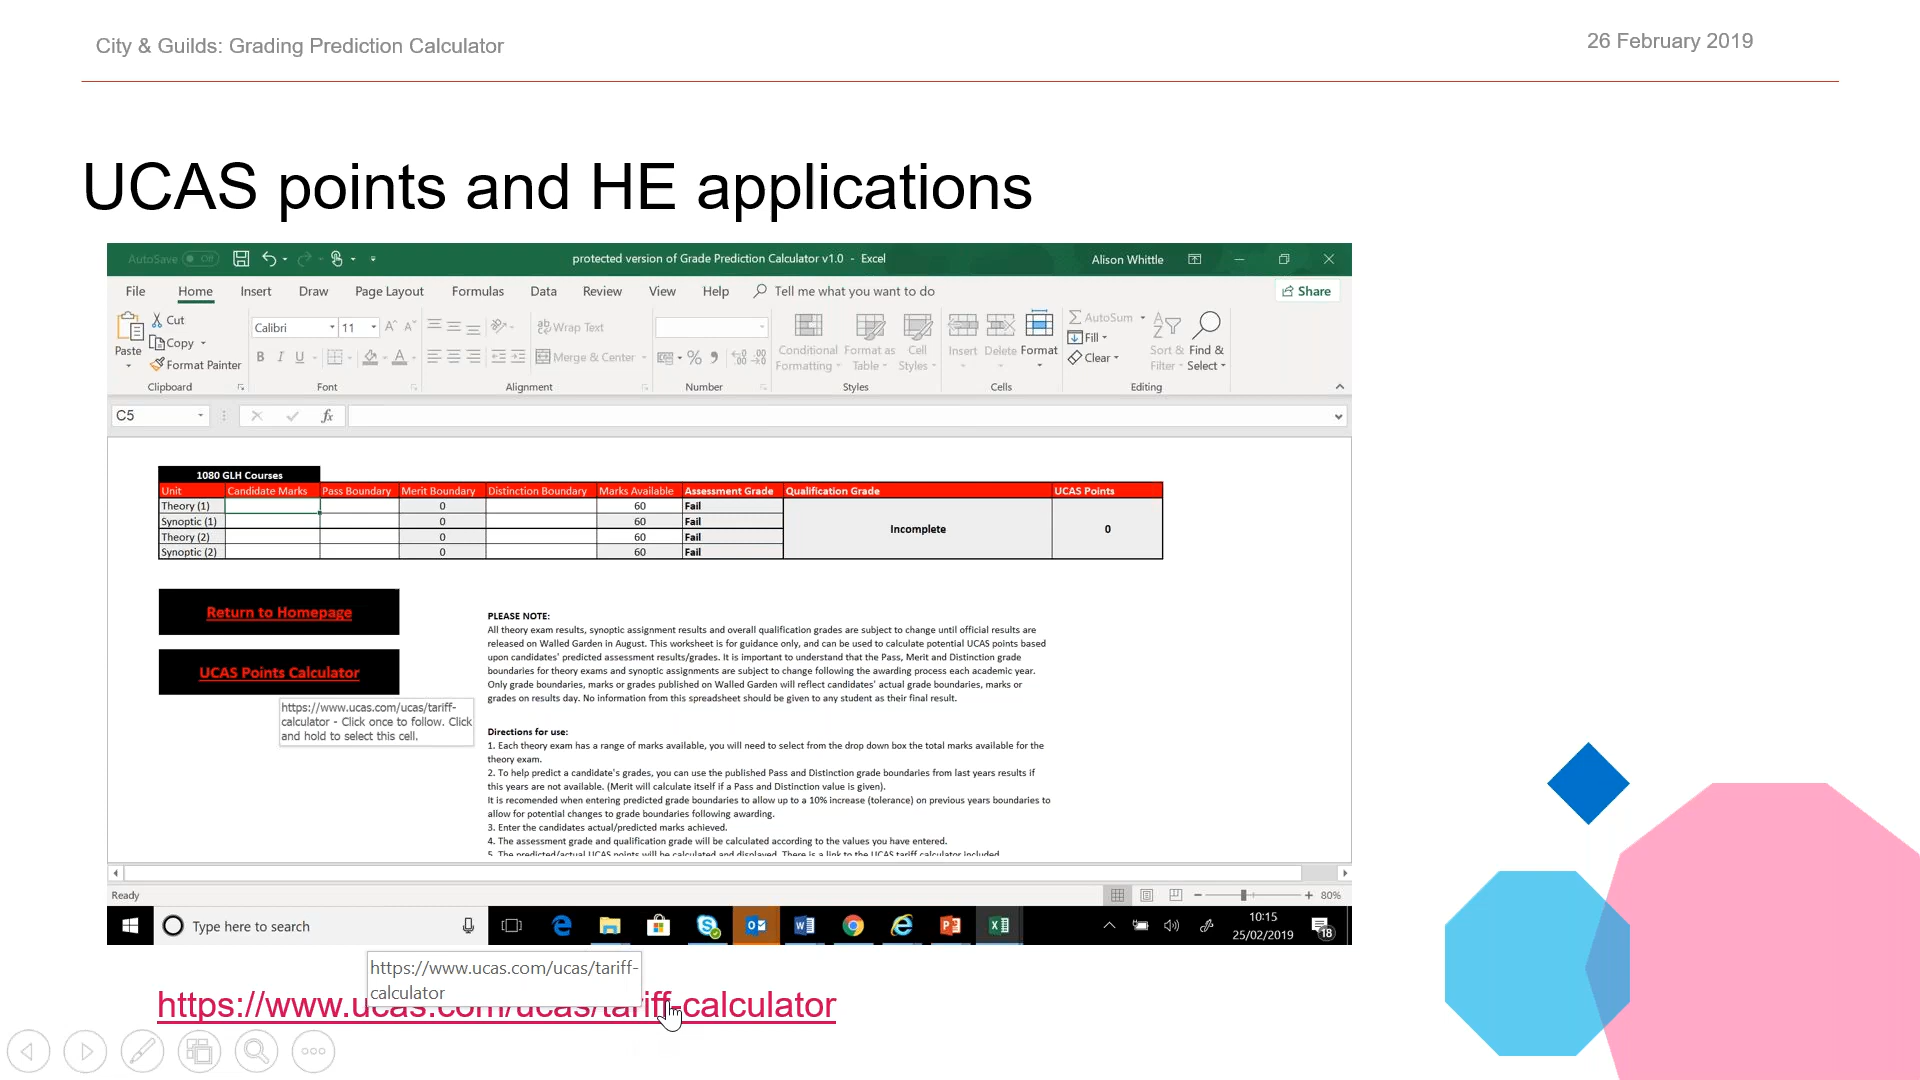 City & Guilds: Grading Prediction Calculator
26 February 2019
UCAS points and HE applications
AutoSave Off
protected version of Grade Prediction Calculator v1.0 - Excel
Alison Whittle
File Home Insert Draw Page Layout Formulas Data Review View Help Tell me what you want to do Share
Paste
Cut
Copy
Format Painter
Clipboard
Calibri 11
B I U
Font
Wrap Text
Merge & Center
Alignment
Number
Conditional Formatting
Format as Table
Cell Styles
Styles
Insert Delete Format
Cells
AutoSum
Fill
Clear
Sort & Filter
Find & Select
Editing
C5
fx
1080 GLH Courses
Unit Candidate Marks Pass Boundary Merit Boundary Distinction Boundary Marks Available Assessment Grade Qualification Grade UCAS Points
Theory (1) 0 60 Fail
Synoptic (1) 0 60 Fail
Incomplete 0
Theory (2) 0 60 Fail
Synoptic (2) 0 60 Fail
Return to Homepage
UCAS Points Calculator
https://www.ucas.com/ucas/tariff-
calculator - Click once to follow. Click
and hold to select this cell.
PLEASE NOTE:
All theory exam results, synoptic assignment results and overall qualification grades are subject to change until official results are
released on Walled Garden in August. This worksheet is for guidance only, and can be used to calculate potential UCAS points based
upon candidates' predicted assessment results/grades. It is important to understand that the Pass, Merit and Distinction grade
boundaries for theory exams and synoptic assignments are subject to change following the awarding process each academic year.
Only grade boundaries, marks or grades published on Walled Garden will reflect candidates' actual grade boundaries, marks or
grades on results day. No information from this spreadsheet should be given to any student as their final result.
Directions for use:
1. Each theory exam has a range of marks available, you will need to select from the drop down box the total marks available for the
theory exam.
2. To help predict a candidate's grades, you can use the published Pass and Distinction grade boundaries from last years results if
this years are not available. (Merit will calculate itself if a Pass and Distinction value is given).
It is recomended when entering predicted grade boundaries to allow up to a 10% increase (tolerance) on previous years boundaries to
allow for potential changes to grade boundaries following awarding.
3. Enter the candidates actual/predicted marks achieved.
4. The assessment grade and qualification grade will be calculated according to the values you have entered.
5. The predicted/actual UCAS points will be calculated and displayed. There is a link to the UCAS tariff calculator included
Ready
80%
Type here to search
10:15
25/02/2019
18
https://www.ucas.com/ucas/tariff-
calculator
https://www.ucas.com/ucas/tariff-calculator